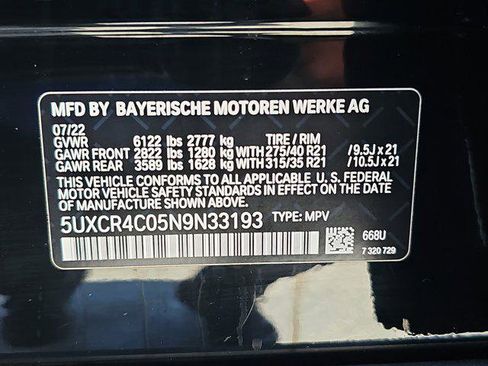 MFD BY BAYERISCHE MOTOREN WERKE AG
07/22
GVWR 6122 lbs 2777 kg TIRE / RIM
GAWR FRONT 2822 lbs 1280 kg WITH: 275/40 R21 / 9.5J x 21
GAWR REAR 3589 lbs 1628 kg WITH: 315/35 R21 / 10.5J x 21
THIS VEHICLE CONFORMS TO ALL APPLICABLE U. S. FEDERAL
MOTOR VEHICLE SAFETY STANDARDS IN EFFECT ON THE DATE
OF MANUFACTURE SHOWN ABOVE.
5UXCR4C05N9N33193 TYPE: MPV
668U
7 320 729